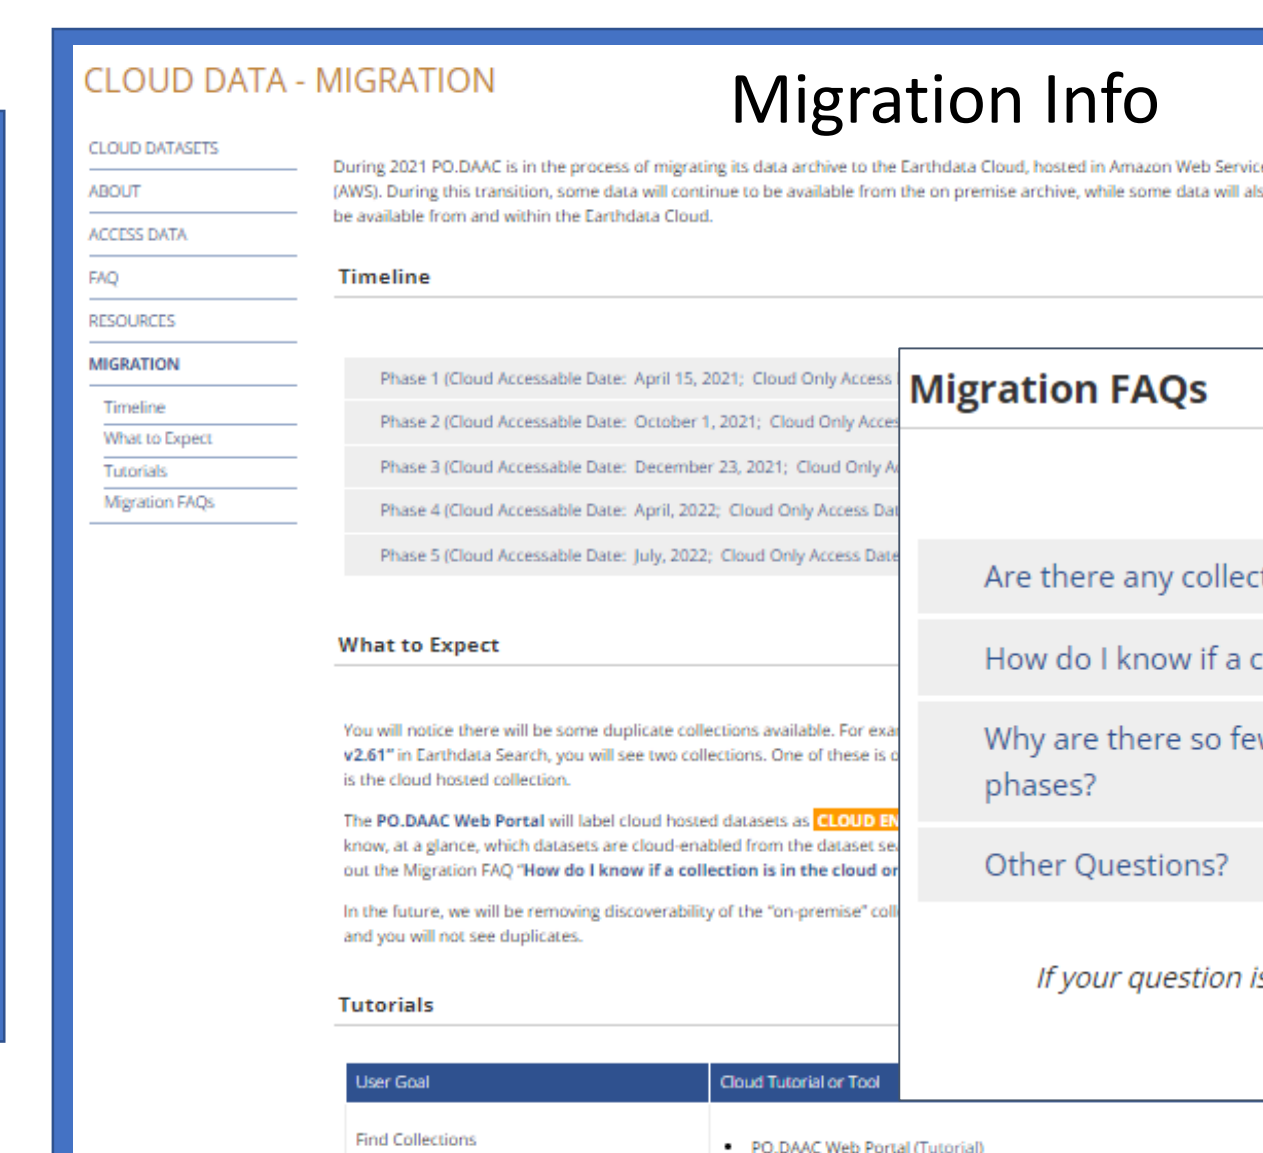 CLOUD DATA - MIGRATION
Migration Info
CLOUD DATASETS
ABOUT
ACCESS DATA
FAQ
RESOURCES
MIGRATION
Timeline
What to Expect
Tutorials
Migration FAQs
During 2021 PO.DAAC is in the process of migrating its data archive to the Earthdata Cloud, hosted in Amazon Web Service
(AWS). During this transition, some data will continue to be available from the on premise archive, while some data will als
be available from and within the Earthdata Cloud.
Timeline
Phase 1 (Cloud Accessable Date: April 15, 2021; Cloud Only Access
Phase 2 (Cloud Accessable Date: October 1, 2021; Cloud Only Acces
Phase 3 (Cloud Accessable Date: December 23, 2021; Cloud Only A
Phase 4 (Cloud Accessable Date: April, 2022; Cloud Only Access Dat
Phase 5 (Cloud Accessable Date: July, 2022; Cloud Only Access Date
What to Expect
You will notice there will be some duplicate collections available. For exa
v2.61" in Earthdata Search, you will see two collections. One of these is
is the cloud hosted collection.
The PO.DAAC Web Portal will label cloud hosted datasets as CLOUD EN
know, at a glance, which datasets are cloud-enabled from the dataset se
out the Migration FAQ "How do I know if a collection is in the cloud or
In the future, we will be removing discoverability of the "on-premise" coll
and you will not see duplicates.
Tutorials
User Goal
Cloud Tutorial or Tool
Find Collections
• PO.DAAC Web Portal (Tutorial)
Migration FAQs
Are there any collect
How do I know if a c
Why are there so few
phases?
Other Questions?
If your question is